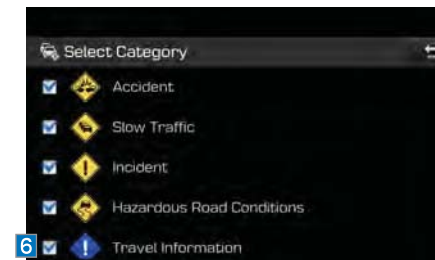 Select Category
Accident
Slow Traffic
Incident
Hazardous Road Conditions
6 Travel Information